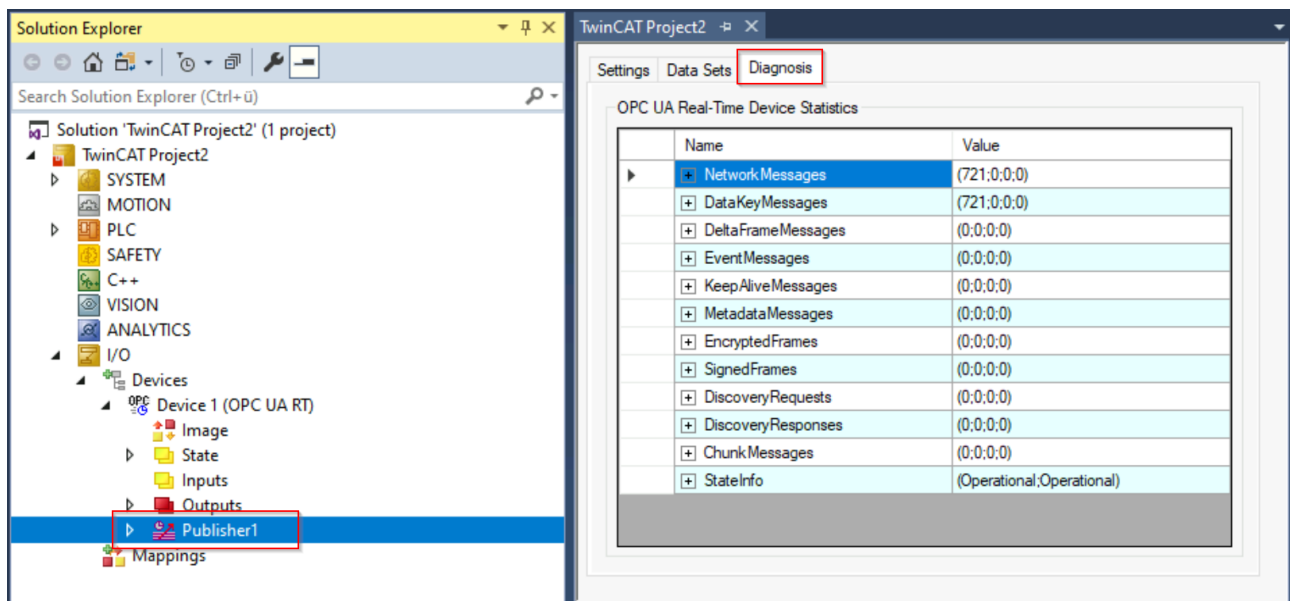 Solution Explorer
Search Solution Explorer (Ctrl+ü)
Solution 'TwinCAT Project2' (1 project)
TwinCAT Project2
SYSTEM
MOTION
PLC
SAFETY
C++
VISION
ANALYTICS
I/O
Devices
Device 1 (OPC UA RT)
Image
State
Inputs
Outputs
Publisher1
Mappings
TwinCAT Project2
Settings Data Sets Diagnosis
OPC UA Real-Time Device Statistics
Name Value
NetworkMessages (721;0;0;0)
DataKeyMessages (721;0;0;0)
DeltaFrameMessages (0;0;0;0)
EventMessages (0;0;0;0)
KeepAliveMessages (0;0;0;0)
MetadataMessages (0;0;0;0)
EncryptedFrames (0;0;0;0)
SignedFrames (0;0;0;0)
DiscoveryRequests (0;0;0;0)
DiscoveryResponses (0;0;0;0)
ChunkMessages (0;0;0;0)
StateInfo (Operational;Operational)